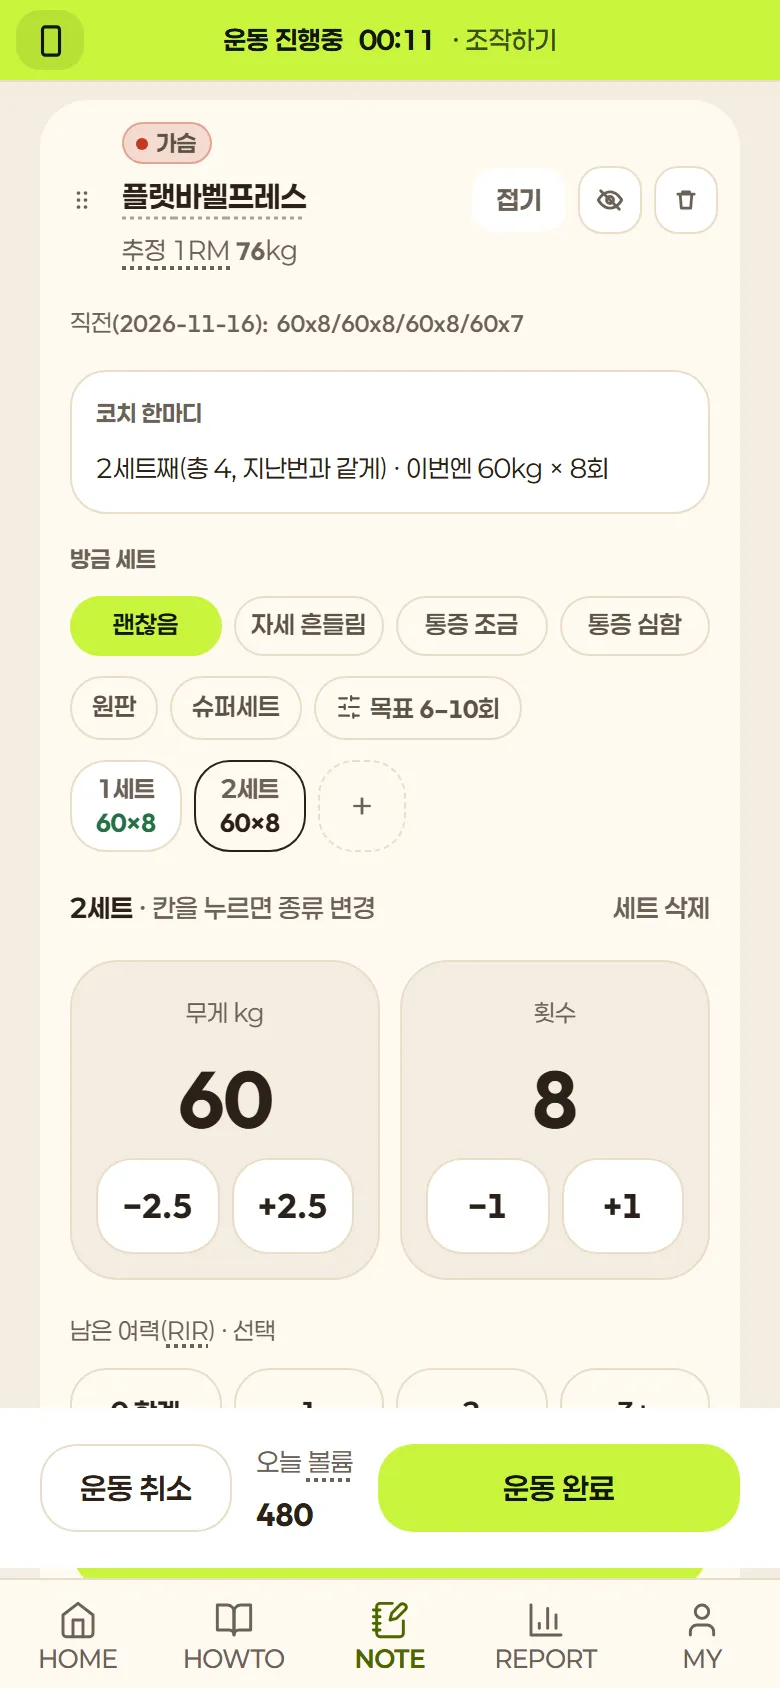 운동 진행중 00:11 · 조작하기
가슴
플랫바벨프레스
접기
추정 1RM 76kg
직전(2026-11-16): 60x8/60x8/60x8/60x7
코치 한마디
2세트째(총 4, 지난번과 같게) · 이번엔 60kg × 8회
방금 세트
괜찮음 자세 흔들림 통증 조금 통증 심함
원판 슈퍼세트 목표 6–10회
1세트 2세트 +
60×8 60×8
2세트 · 칸을 누르면 종류 변경 세트 삭제
무게 kg 횟수
60 8
−2.5 +2.5 −1 +1
남은 여력(RIR) · 선택
운동 취소 오늘 볼륨 운동 완료
480
HOME HOWTO NOTE REPORT MY